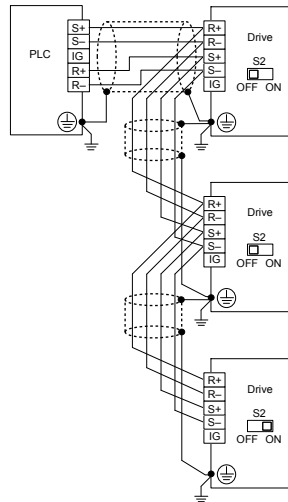 PLC
S+
S–
IG
R+
R–
R+
R–
S+
S–
IG
Drive
S2
OFF ON
R+
R–
S+
S–
IG
Drive
S2
OFF ON
R+
R–
S+
S–
IG
Drive
S2
OFF ON